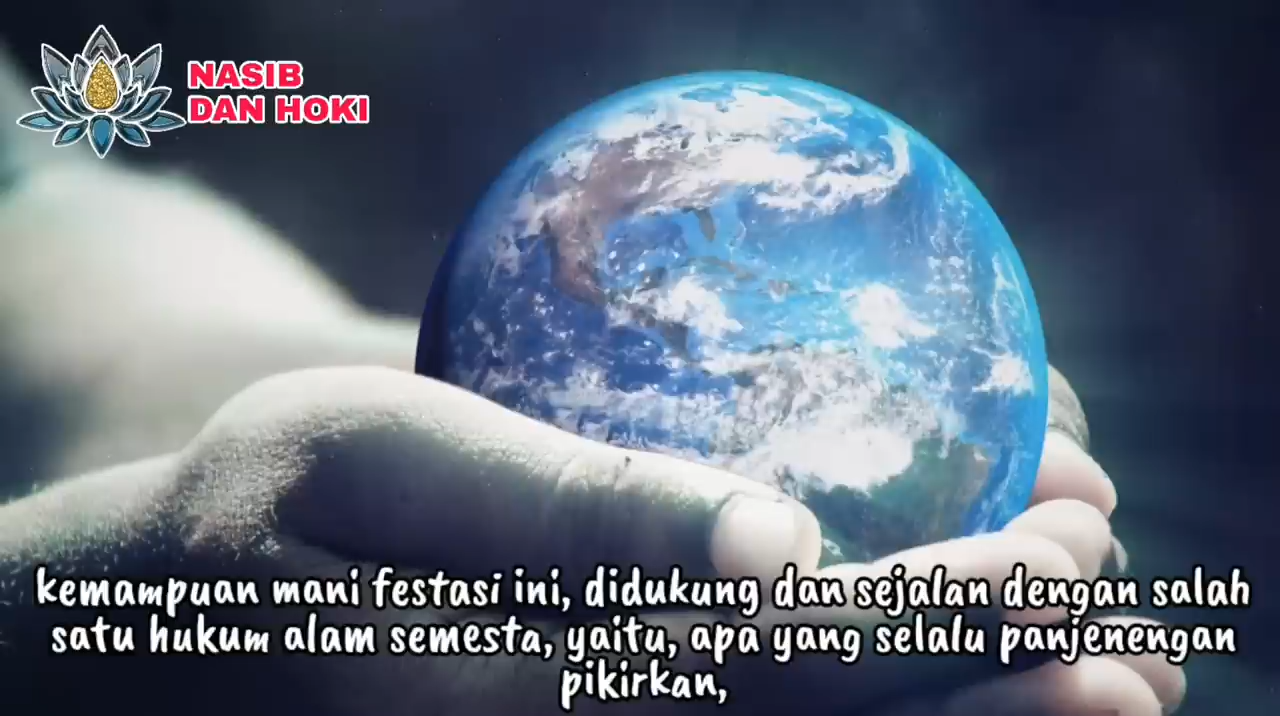 NASIB
DAN HOKI
kemampuan mani festasi ini, didukung dan sejalan dengan salah
satu hukum alam semesta, yaitu, apa yang selalu panjenengan
pikirkan,